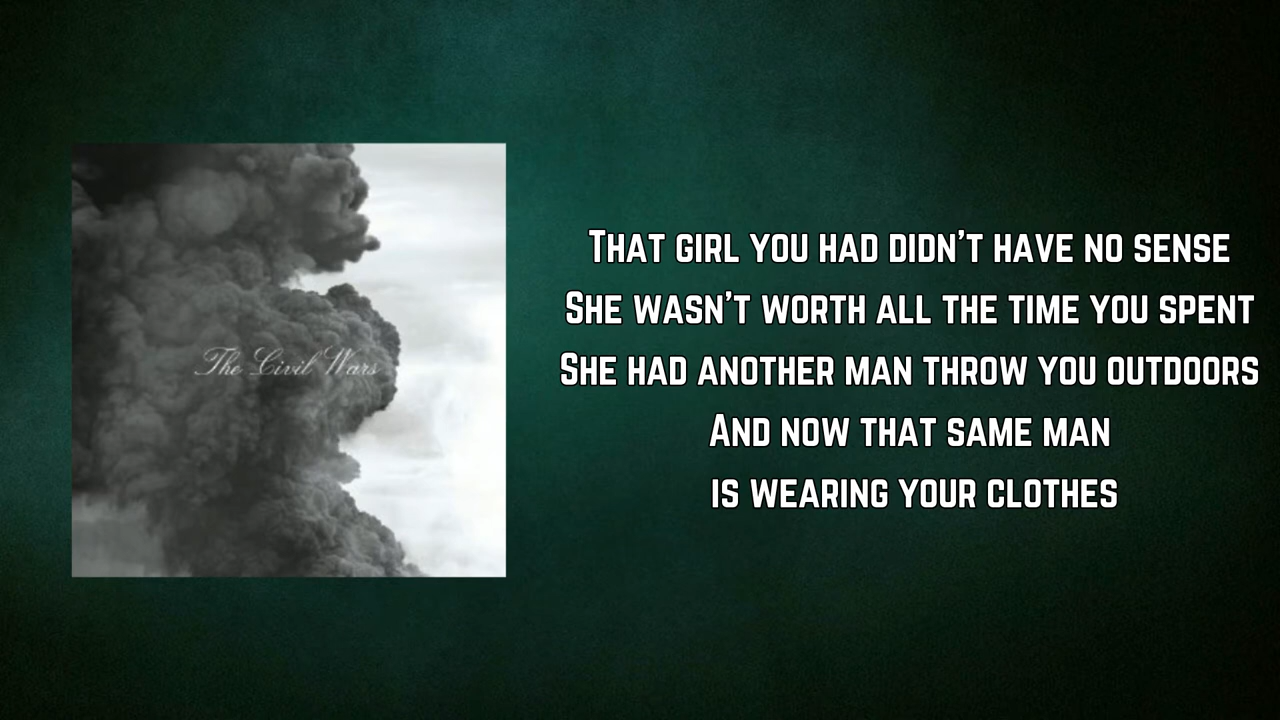 The Civil Wars
That girl you had didn't have no sense
She wasn't worth all the time you spent
She had another man throw you outdoors
And now that same man
is wearing your clothes